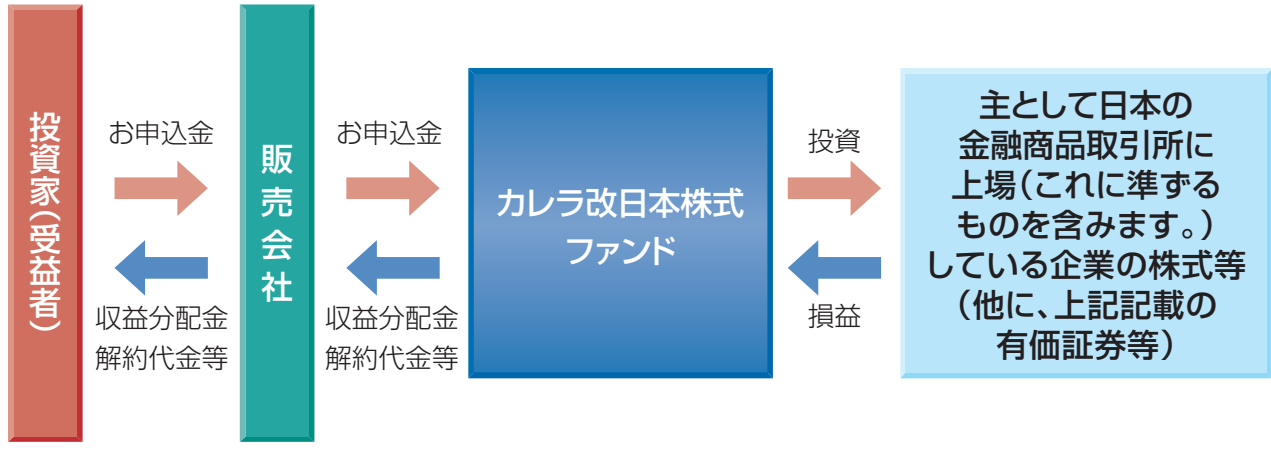 投資家(受益者)
お申込金
収益分配金
解約代金等
販売会社
お申込金
収益分配金
解約代金等
カレラ改日本株式
ファンド
投資
損益
主として日本の
金融商品取引所に
上場(これに準ずる
ものを含みます。)
している企業の株式等
(他に、上記記載の
有価証券等)